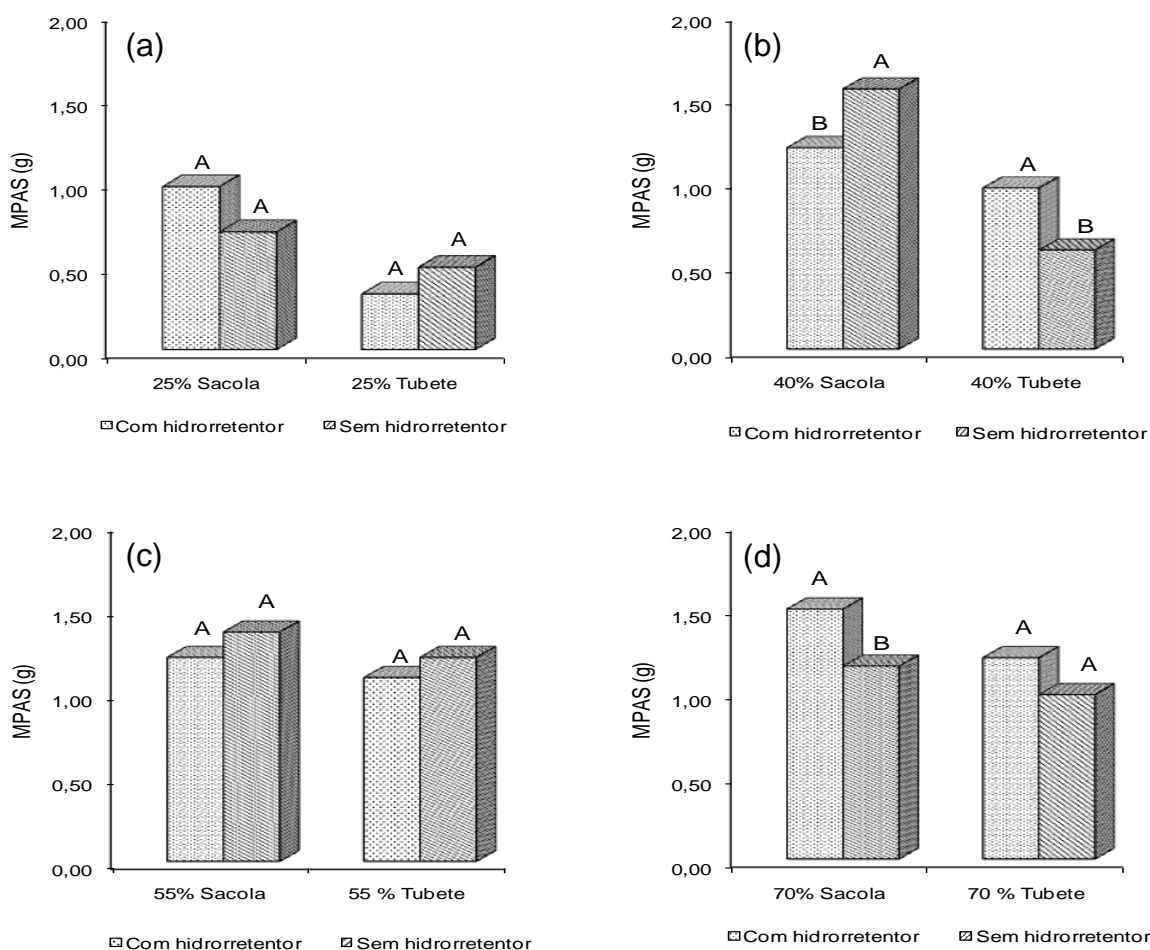 (a)
2,00
1,50
1,00
0,50
0,00
MPAS (g)
A
A
A
A
25% Sacola
25% Tubete
Com hidrorretentor
Sem hidrorretentor
(b)
2,00
1,50
1,00
0,50
0,00
MPAS (g)
B
A
A
B
40% Sacola
40% Tubete
Com hidrorretentor
Sem hidrorretentor
(c)
2,00
1,50
1,00
0,50
0,00
MPAS (g)
A
A
A
A
55% Sacola
55 % Tubete
Com hidrorretentor
Sem hidrorretentor
(d)
2,00
1,50
1,00
0,50
0,00
MPAS (g)
A
B
A
A
70% Sacola
70 % Tubete
Com hidrorretentor
Sem hidrorretentor